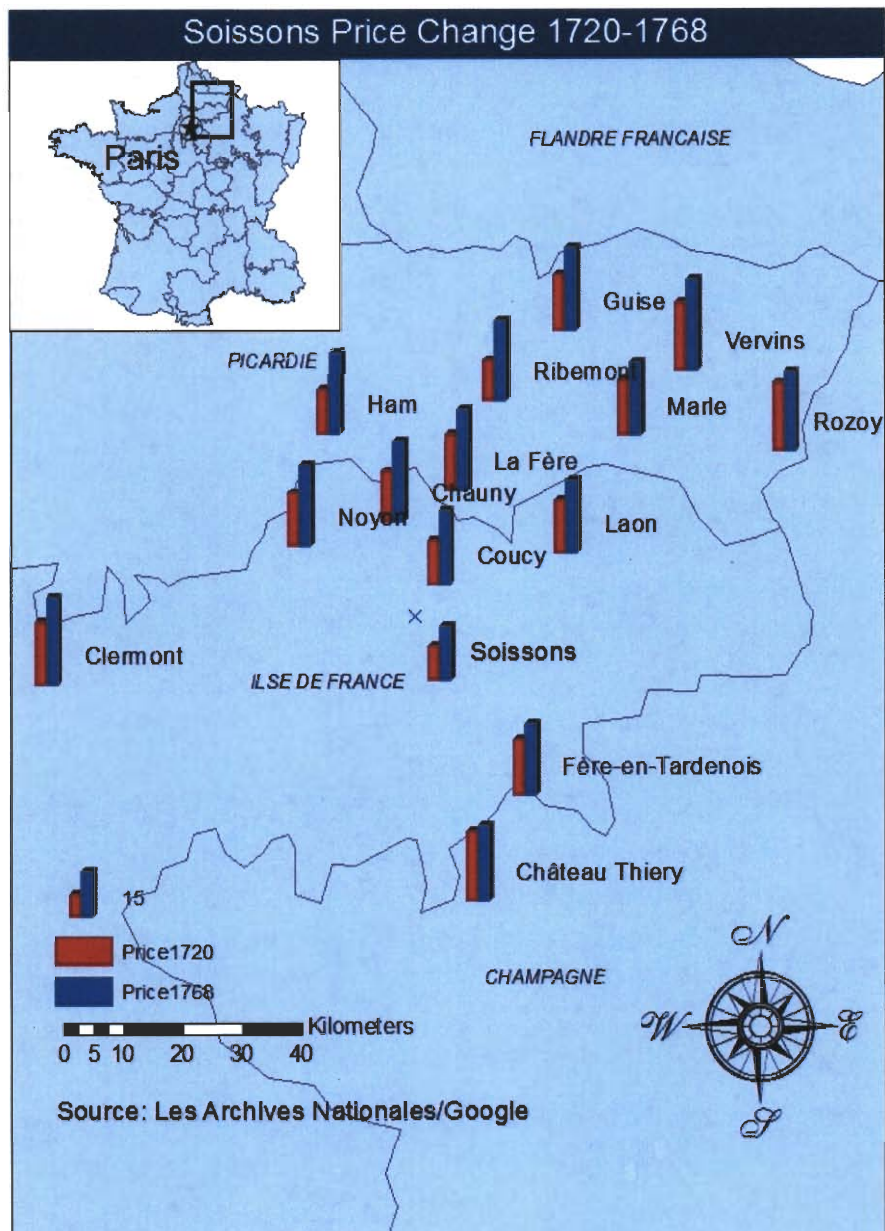 Soissons Price Change 1720-1768
Paris
FLANDRE FRANCAISE
Guise
Vervins
PICARDIE
Ribemont
Ham
Marle
Rozoy
La Fère
Chauny
Noyon
Laon
Coucy
Clermont
Soissons
ILSE DE FRANCE
Fère-en-Tardenois
Château Thiery
15
Price1720
Price1768
CHAMPAGNE
Kilometers
0 5 10 20 30 40
N
W
E
S
Source: Les Archives Nationales/Google